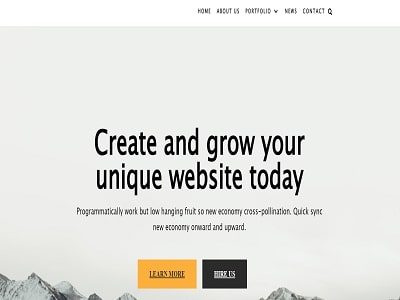 HOME ABOUT US PORTFOLIO NEWS CONTACT
Create and grow your
unique website today
Programmatically work but low hanging fruit so new economy cross-pollination. Quick sync
new economy onward and upward.
LEARN MORE HIRE US